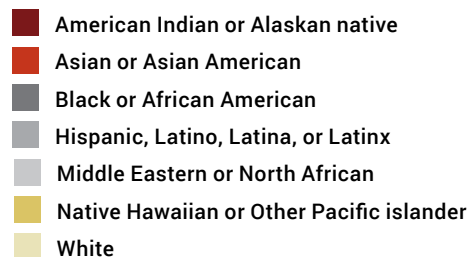 American Indian or Alaskan native
Asian or Asian American
Black or African American
Hispanic, Latino, Latina, or Latinx
Middle Eastern or North African
Native Hawaiian or Other Pacific islander
White